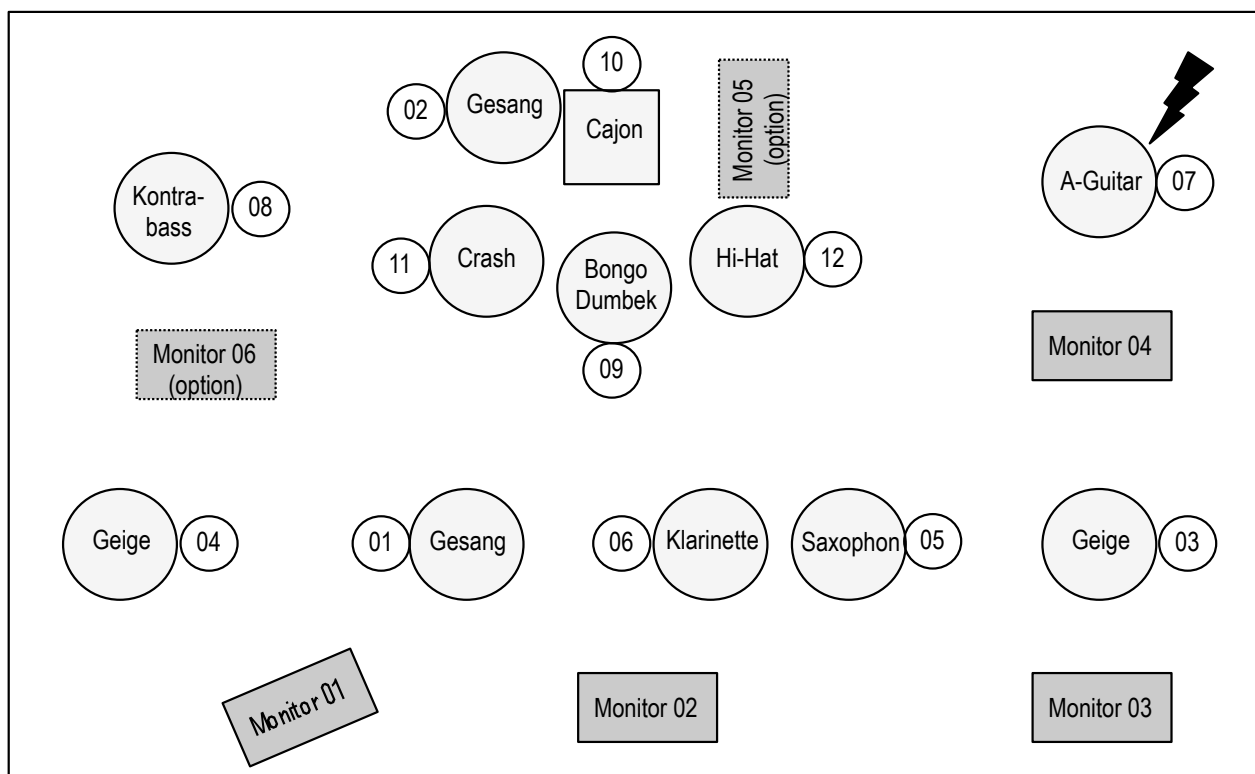 10
02
Gesang
Cajon
Monitor 05
(option)
A-Guitar
07
Kontra-
bass
08
11
Crash
Bongo
Dumbek
Hi-Hat
12
09
Monitor 06
(option)
Monitor 04
Geige
04
01
Gesang
06
Klarinette
Saxophon
05
Geige
03
Monitor 01
Monitor 02
Monitor 03